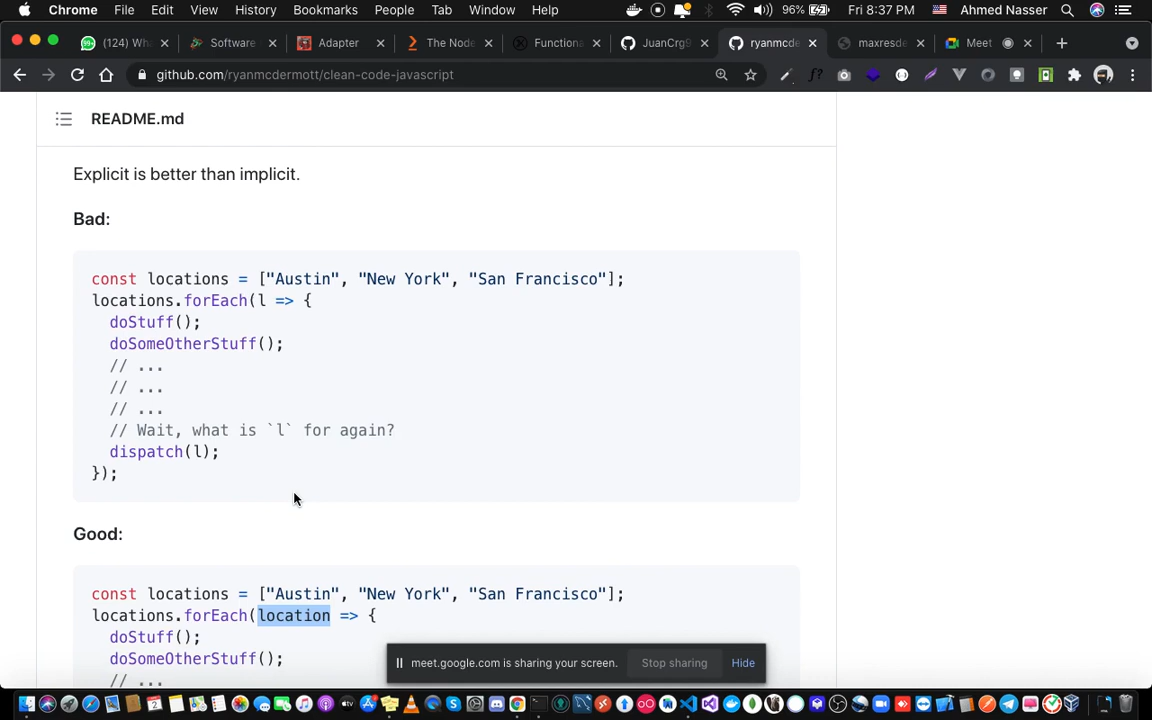 Chrome File Edit View History Bookmarks People Tab Window Help 96% Fri 8:37 PM Ahmed Nasser
(124) Wh Software Adapter The Node Functiona JuanCrg9 ryanmcde maxresde Meet
github.com/ryanmcdermott/clean-code-javascript
README.md
Explicit is better than implicit.
Bad:
const locations = ["Austin", "New York", "San Francisco"];
locations.forEach(l => {
doStuff();
doSomeOtherStuff();
// ...
// ...
// ...
// Wait, what is `l` for again?
dispatch(l);
});
Good:
const locations = ["Austin", "New York", "San Francisco"];
locations.forEach(location => {
doStuff();
doSomeOtherStuff();
// ...
meet.google.com is sharing your screen. Stop sharing Hide